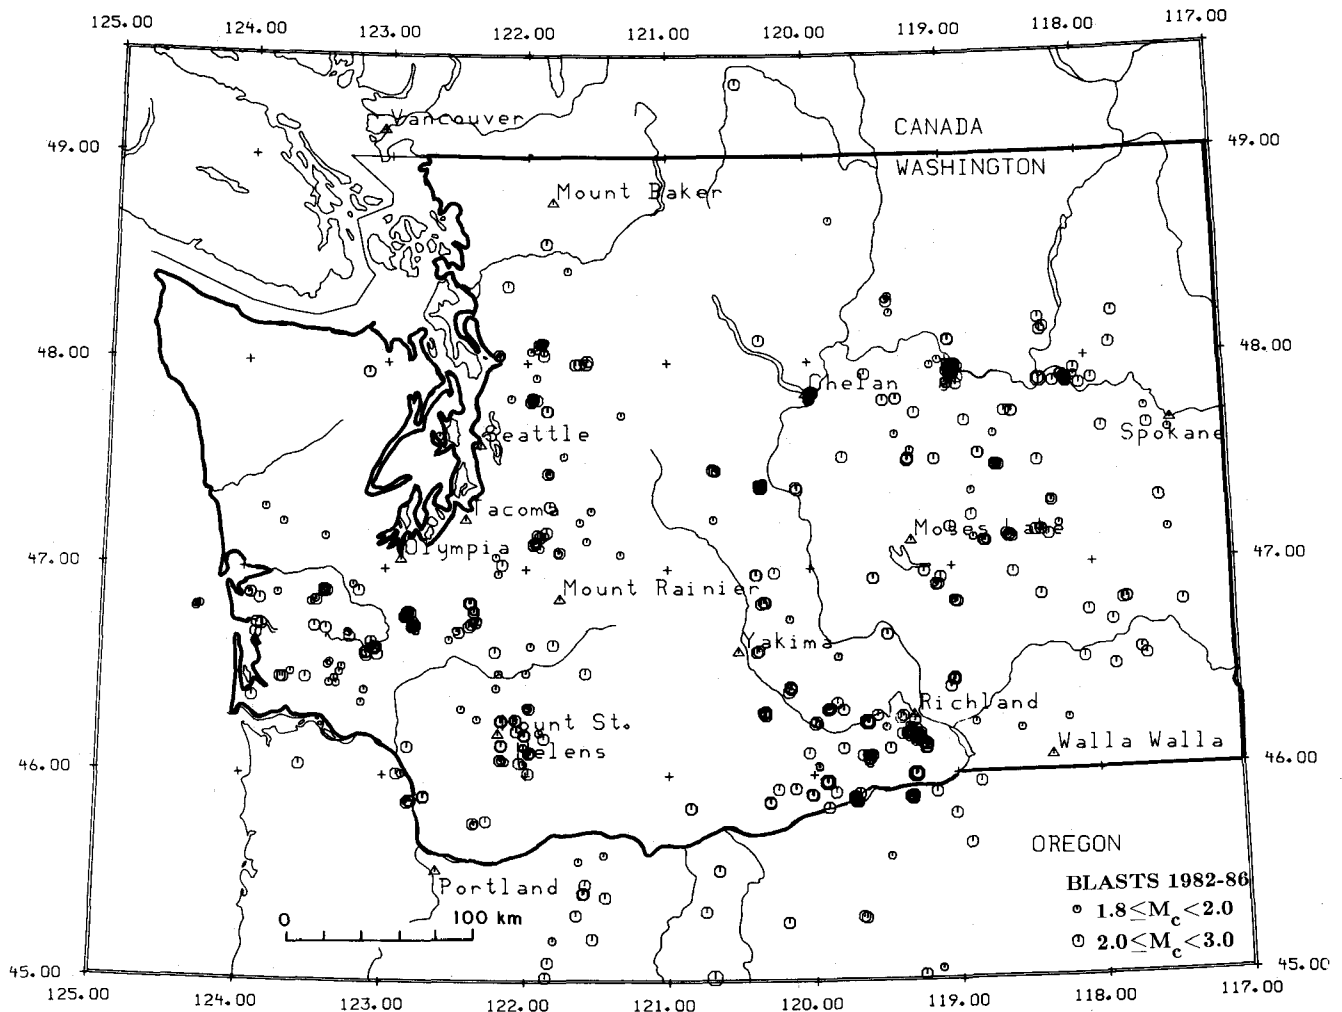 125.00
124.00
123.00
122.00
121.00
120.00
119.00
118.00
117.00
Vancouver
CANADA
49.00
49.00
WASHINGTON
Mount Baker
48.00
48.00
Chelan
Seattle
Spokane
Tacoma
Moses Lake
Olympia
47.00
47.00
Mount Rainier
Yakima
Richland
Mount St.
Helens
Walla Walla
46.00
46.00
OREGON
Portland
BLASTS 1982-86
0
100 km
1.8≤Mc<2.0
2.0≤Mc<3.0
45.00
45.00
125.00
124.00
123.00
122.00
121.00
120.00
119.00
118.00
117.00